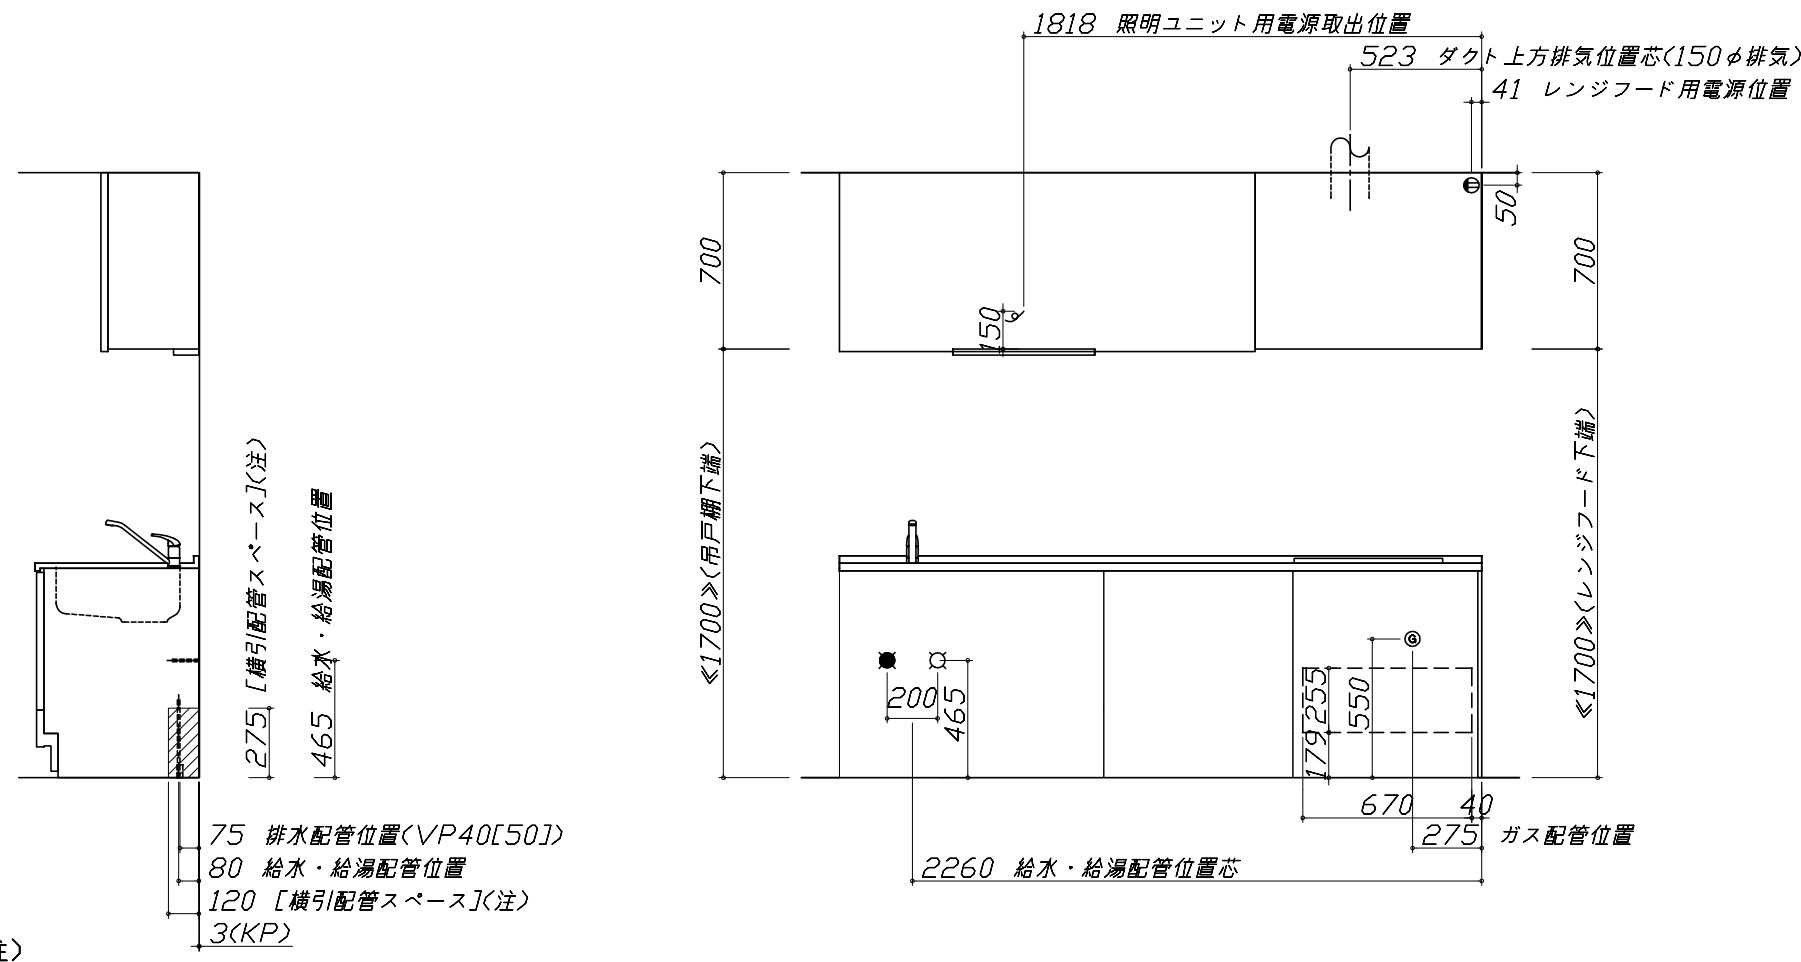 1818 照明ユニット用電源取出位置
523 ダクト上方排気位置芯(150φ排気)
41 レンジフード用電源位置
50
700
700
150
≪1700≫(吊戸棚下端)
≪1700≫(レンジフード下端)
275 [横引配管スペース](注)
465 給水・給湯配管位置
G
200
465
179
255
550
670
40
75 排水配管位置(VP40[50])
275 ガス配管位置
80 給水・給湯配管位置
2260 給水・給湯配管位置芯
120 [横引配管スペース](注)
3(KP)
注)